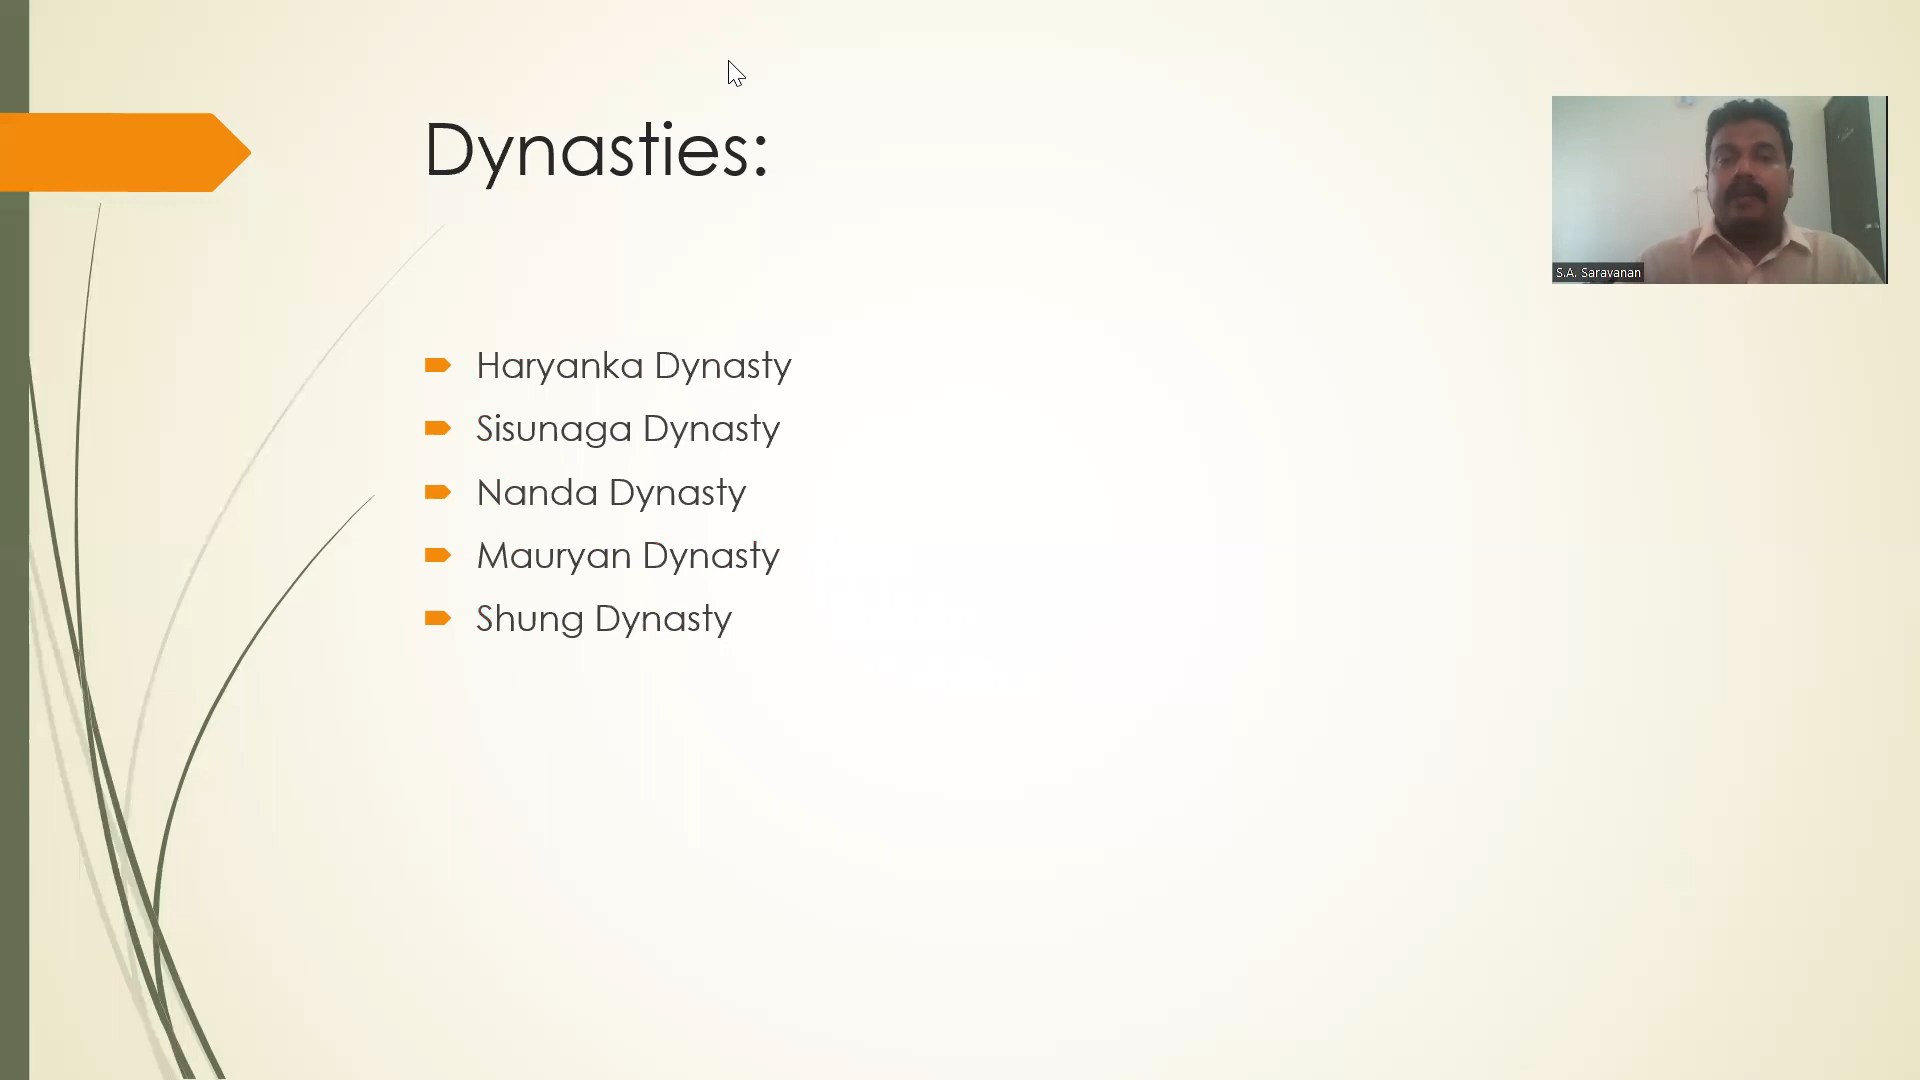 Dynasties:
S.A. Saravanan
Haryanka Dynasty
Sisunaga Dynasty
Nanda Dynasty
Mauryan Dynasty
Shung Dynasty